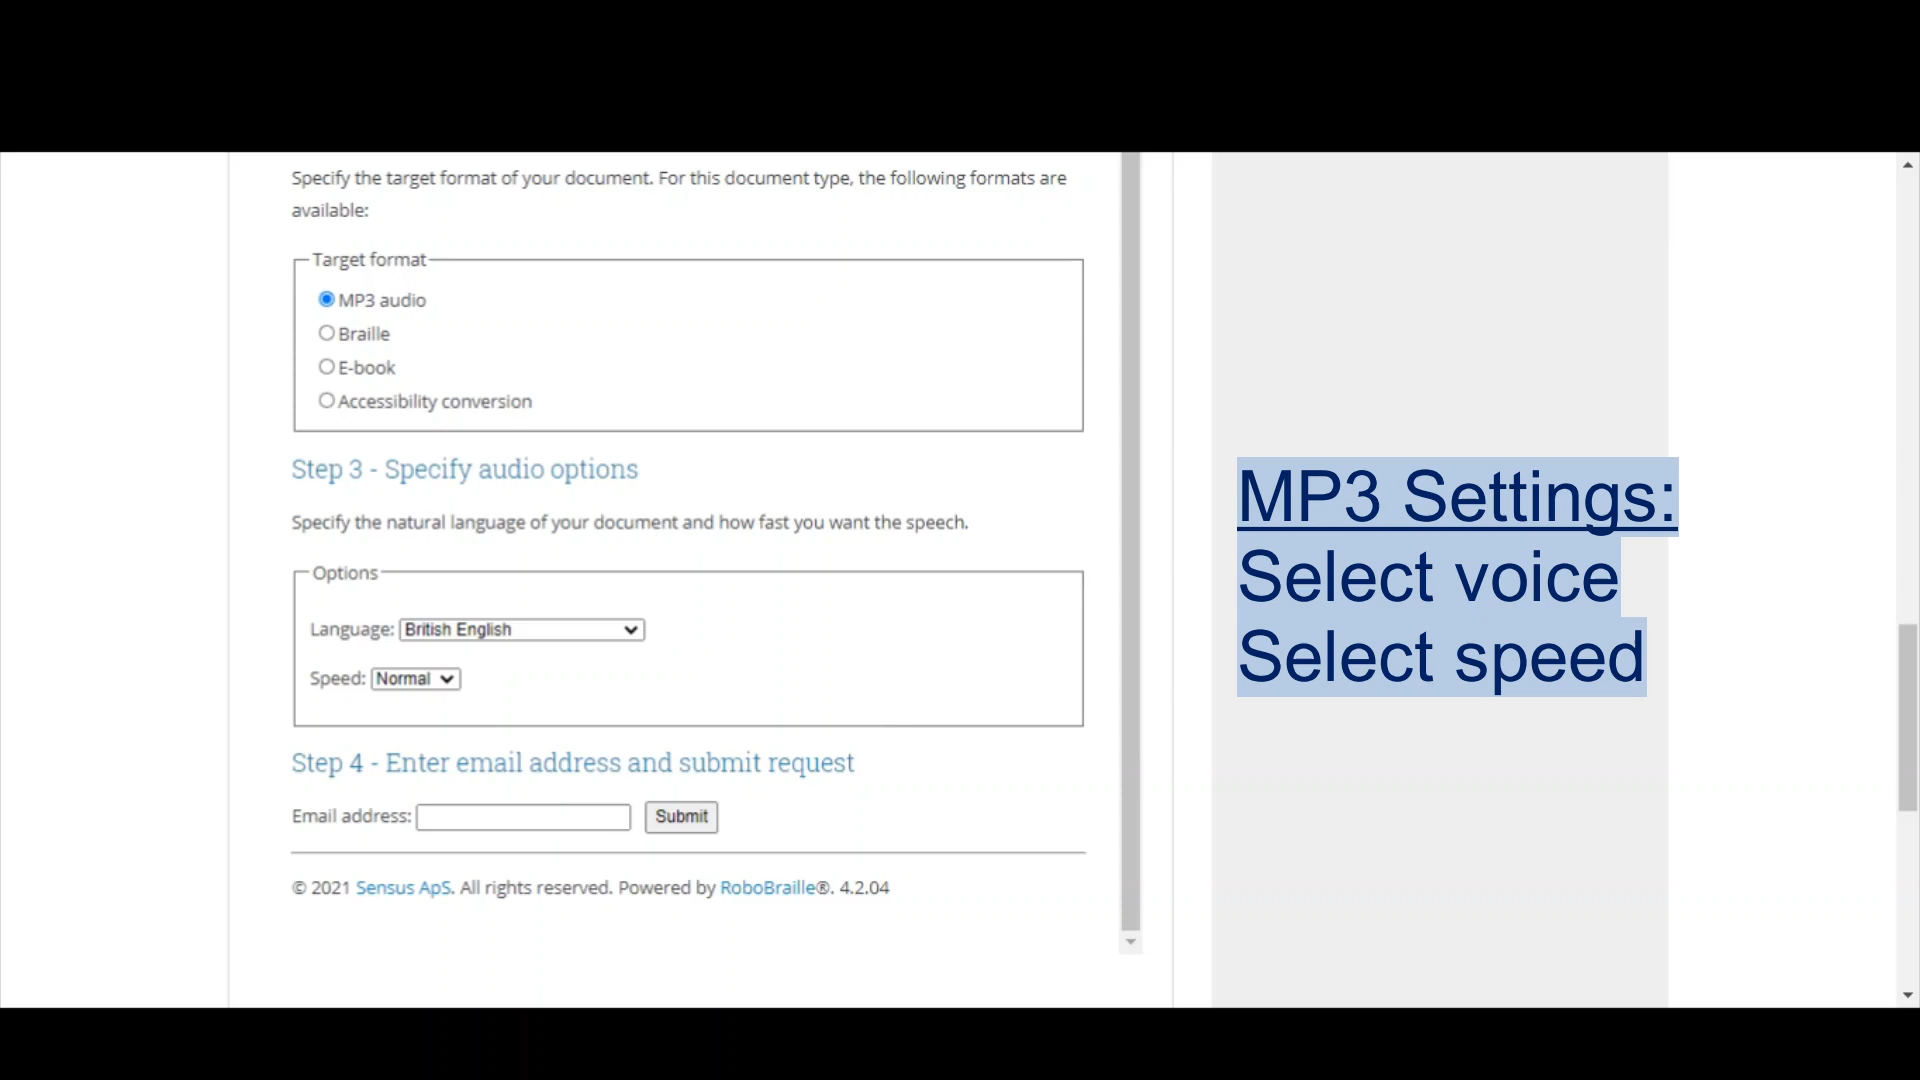 Specify the target format of your document. For this document type, the following formats are
available:
Target format
MP3 audio
Braille
E-book
Accessibility conversion
Step 3 - Specify audio options
Specify the natural language of your document and how fast you want the speech.
Options
Language: British English
Speed: Normal
Step 4 - Enter email address and submit request
Email address: Submit
© 2021 Sensus ApS. All rights reserved. Powered by RoboBraille®. 4.2.04
MP3 Settings:
Select voice
Select speed